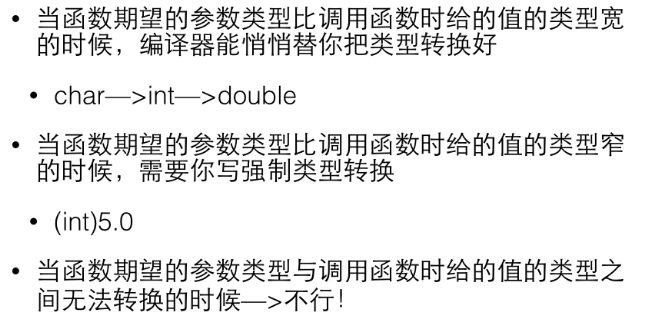 • 当函数期望的参数类型比调用函数时给的值的类型宽
的时候，编译器能悄悄替你把类型转换好
• char—>int—>double
• 当函数期望的参数类型比调用函数时给的值的类型窄
的时候，需要你写强制类型转换
• (int)5.0
• 当函数期望的参数类型与调用函数时给的值的类型之
间无法转换的时候—>不行！